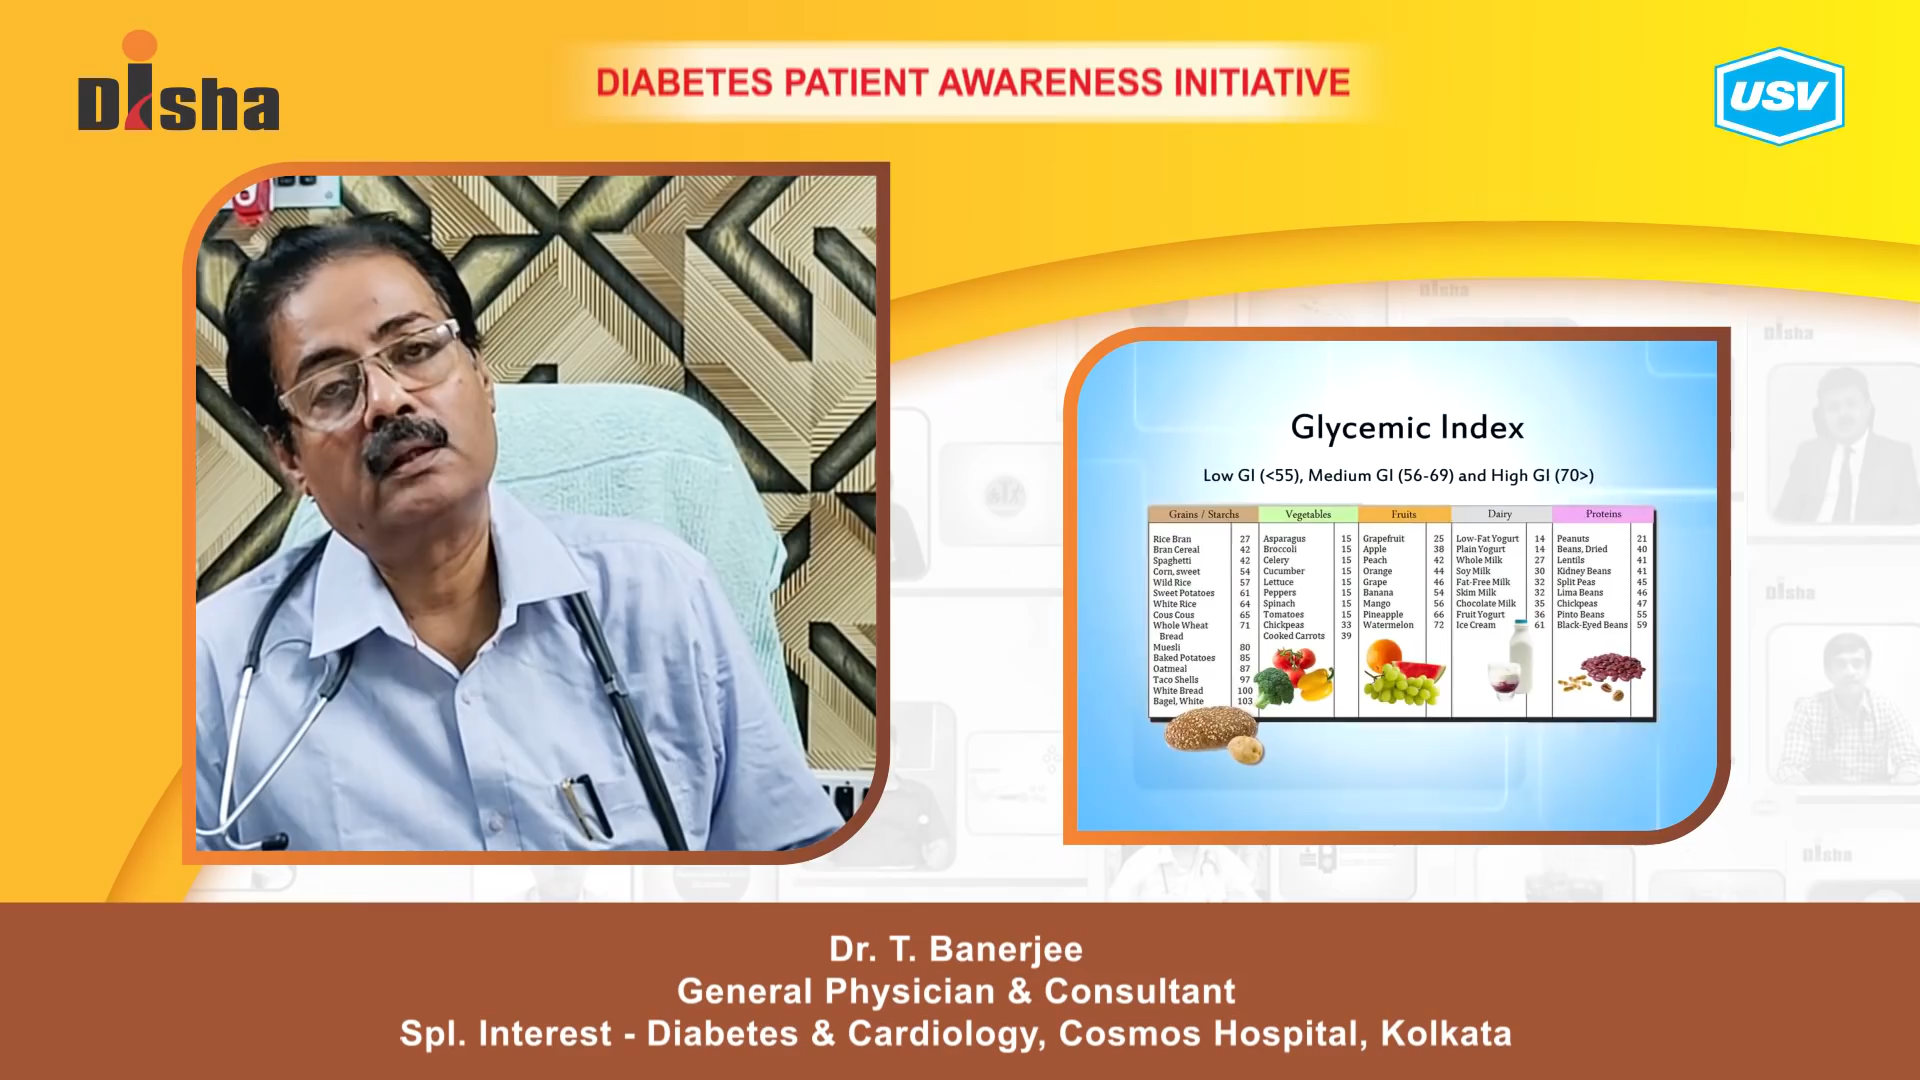 Disha
DIABETES PATIENT AWARENESS INITIATIVE
USV
Glycemic Index
Low GI (<55), Medium GI (56-69) and High GI (70>)
Grains / Starchs Vegetables Fruits Dairy Proteins
Rice Bran 27 Asparagus 15 Grapefruit 25 Low-Fat Yogurt 14 Peanuts 21
Bran Cereal 42 Broccoli 15 Apple 38 Plain Yogurt 14 Beans, Dried 40
Spaghetti 42 Celery 15 Peach 42 Whole Milk 27 Lentils 41
Corn, sweet 54 Cucumber 15 Orange 44 Soy Milk 30 Kidney Beans 41
Wild Rice 57 Lettuce 15 Grape 46 Fat-Free Milk 32 Split Peas 45
Sweet Potatoes 61 Peppers 15 Banana 54 Skim Milk 32 Lima Beans 46
White Rice 64 Spinach 15 Mango 56 Chocolate Milk 35 Chickpeas 47
Cous Cous 65 Tomatoes 15 Pineapple 66 Fruit Yogurt 36 Pinto Beans 55
Whole Wheat 71 Chickpeas 33 Watermelon 72 Ice Cream 61 Black-Eyed Beans 59
Bread Cooked Carrots 39
Muesli 80
Baked Potatoes 85
Oatmeal 87
Taco Shells 97
White Bread 100
Bagel, White 103
Disha
Disha
Disha
Disha
Dr. T. Banerjee
General Physician & Consultant
Spl. Interest - Diabetes & Cardiology, Cosmos Hospital, Kolkata